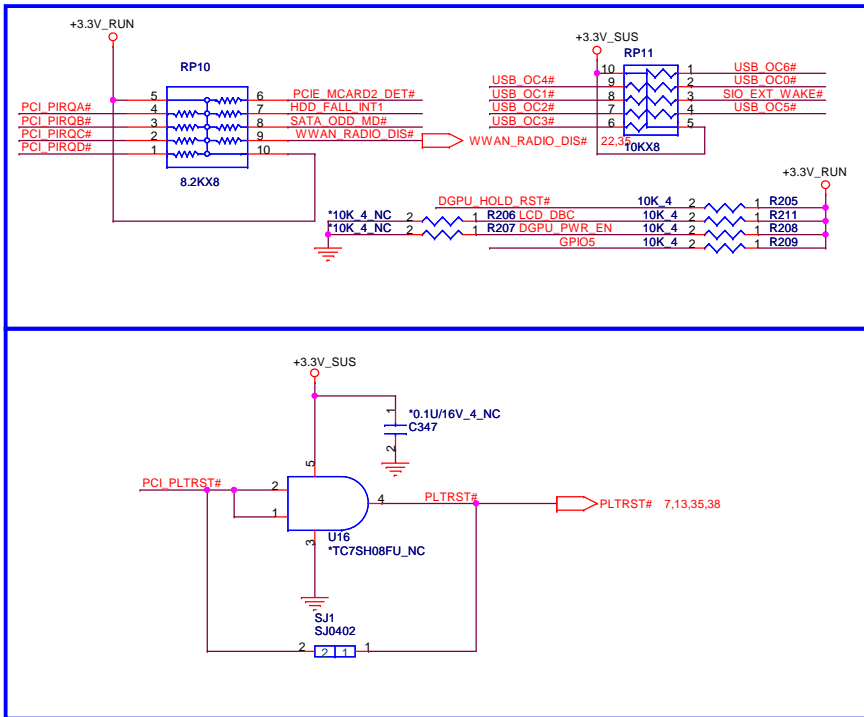 +3.3V_RUN
RP10
5 6 PCIE_MCARD2_DET#
PCI_PIRQA# 4 7 HDD_FALL_INT1
PCI_PIRQB# 3 8 SATA_ODD_MD#
PCI_PIRQC# 2 9 WWAN_RADIO_DIS#
PCI_PIRQD# 1 10
WWAN_RADIO_DIS# 22,35
8.2KX8
+3.3V_SUS
RP11
10 1 USB_OC6#
USB_OC4# 9 2 USB_OC0#
USB_OC1# 8 3 SIO_EXT_WAKE#
USB_OC2# 7 4 USB_OC5#
USB_OC3# 6 5
10KX8
+3.3V_RUN
DGPU_HOLD_RST# 10K_4 2 1 R205
*10K_4_NC 2 1 R206 LCD_DBC 10K_4 2 1 R211
*10K_4_NC 2 1 R207 DGPU_PWR_EN 10K_4 2 1 R208
GPIO5 10K_4 2 1 R209
+3.3V_SUS
1
*0.1U/16V_4_NC
C347
2
5
PCI_PLTRST# 2
1
4 PLTRST#
PLTRST# 7,13,35,38
3
U16
*TC7SH08FU_NC
SJ1
SJ0402
2 2 1 1